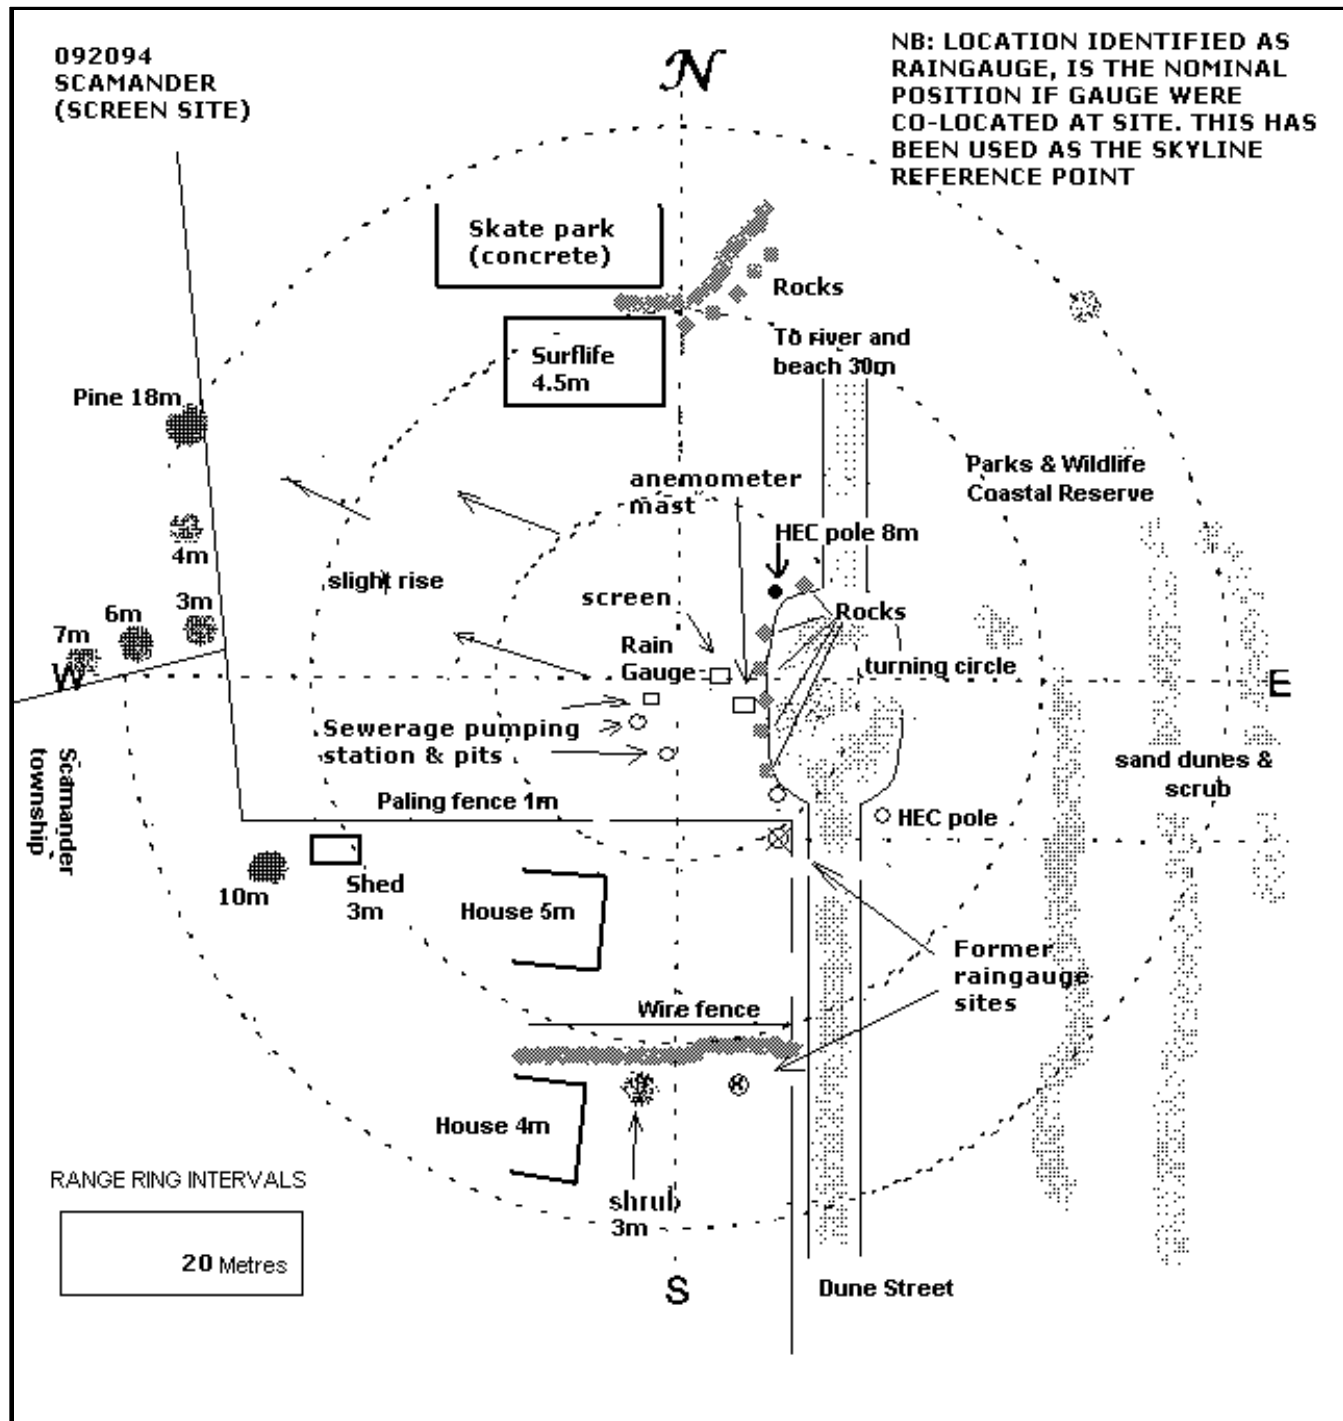 092094
SCAMANDER
(SCREEN SITE)
N
NB: LOCATION IDENTIFIED AS
RAINGAUGE, IS THE NOMINAL
POSITION IF GAUGE WERE
CO-LOCATED AT SITE. THIS HAS
BEEN USED AS THE SKYLINE
REFERENCE POINT
Skate park
(concrete)
Rocks
Surflife
4.5m
To river and
beach 30m
Pine 18m
anemometer
mast
Parks & Wildlife
Coastal Reserve
HEC pole 8m
4m
slight rise
screen
3m
6m
7m
Rocks
Rain
Gauge
turning circle
W
E
Sewerage pumping
station & pits
Scamander
township
sand dunes &
scrub
Paling fence 1m
HEC pole
10m
Shed
3m
House 5m
Former
raingauge
sites
Wire fence
House 4m
shrub
3m
RANGE RING INTERVALS
20 Metres
S
Dune Street